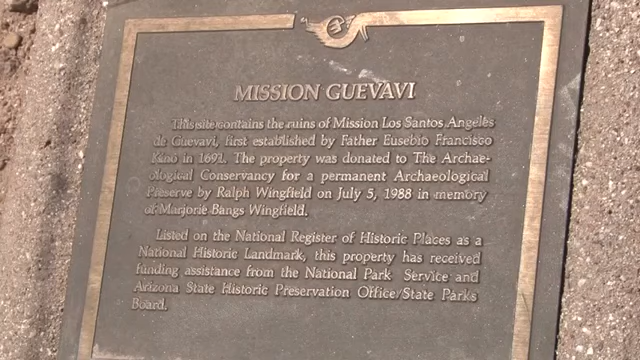 MISSION GUEVAVI
This site contains the ruins of Mission Los Santos Angeles
de Guevavi, first established by Father Eusebio Francisco
Kino in 1691. The property was donated to The Archae-
ological Conservancy for a permanent Archaeological
Preserve by Ralph Wingfield on July 5, 1988 in memory
of Marjorie Bangs Wingfield.
Listed on the National Register of Historic Places as a
National Historic Landmark, this property has received
funding assistance from the National Park Service and
Arizona State Historic Preservation Office/State Parks
Board.